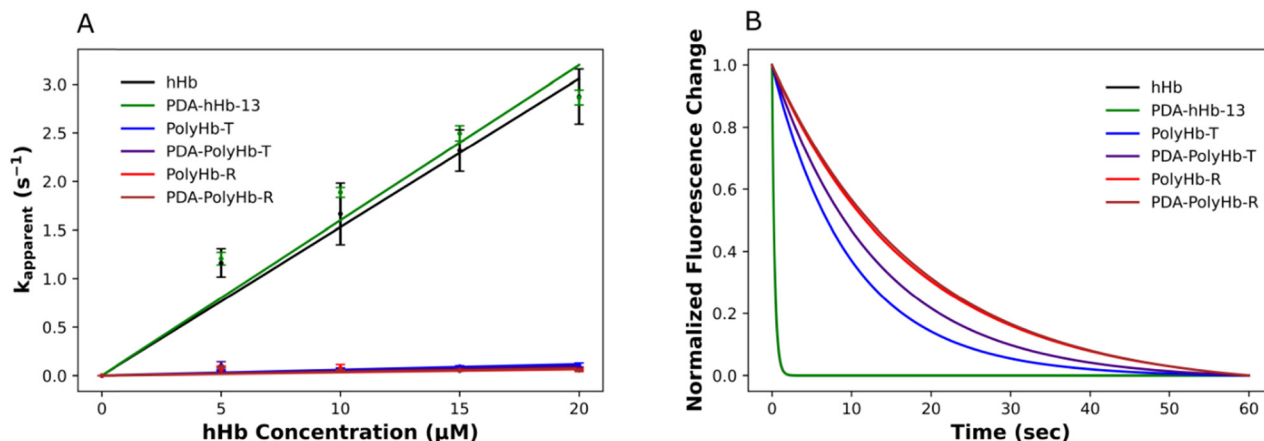 A
k_apparent (s⁻¹)
3.0
2.5
2.0
1.5
1.0
0.5
0.0
hHb
PDA-hHb-13
PolyHb-T
PDA-PolyHb-T
PolyHb-R
PDA-PolyHb-R
0 5 10 15 20
hHb Concentration (μM)
B
Normalized Fluorescence Change
1.0
0.8
0.6
0.4
0.2
0.0
hHb
PDA-hHb-13
PolyHb-T
PDA-PolyHb-T
PolyHb-R
PDA-PolyHb-R
0 10 20 30 40 50 60
Time (sec)